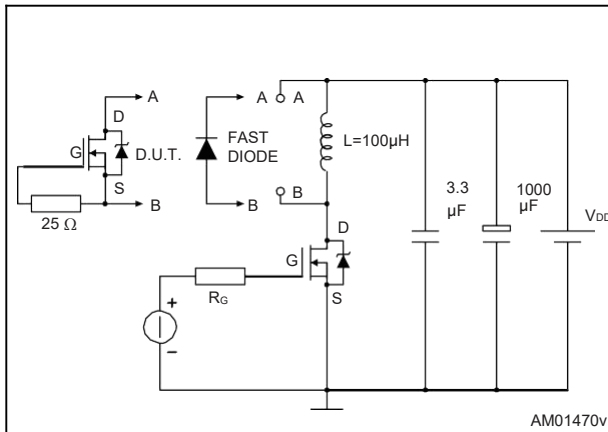 A
D
G
D.U.T.
S
B
25 Ω
A
FAST
DIODE
B
A
A
L=100µH
B
B
D
G
S
RG
+
–
3.3
µF
1000
µF
VDD
AM01470v